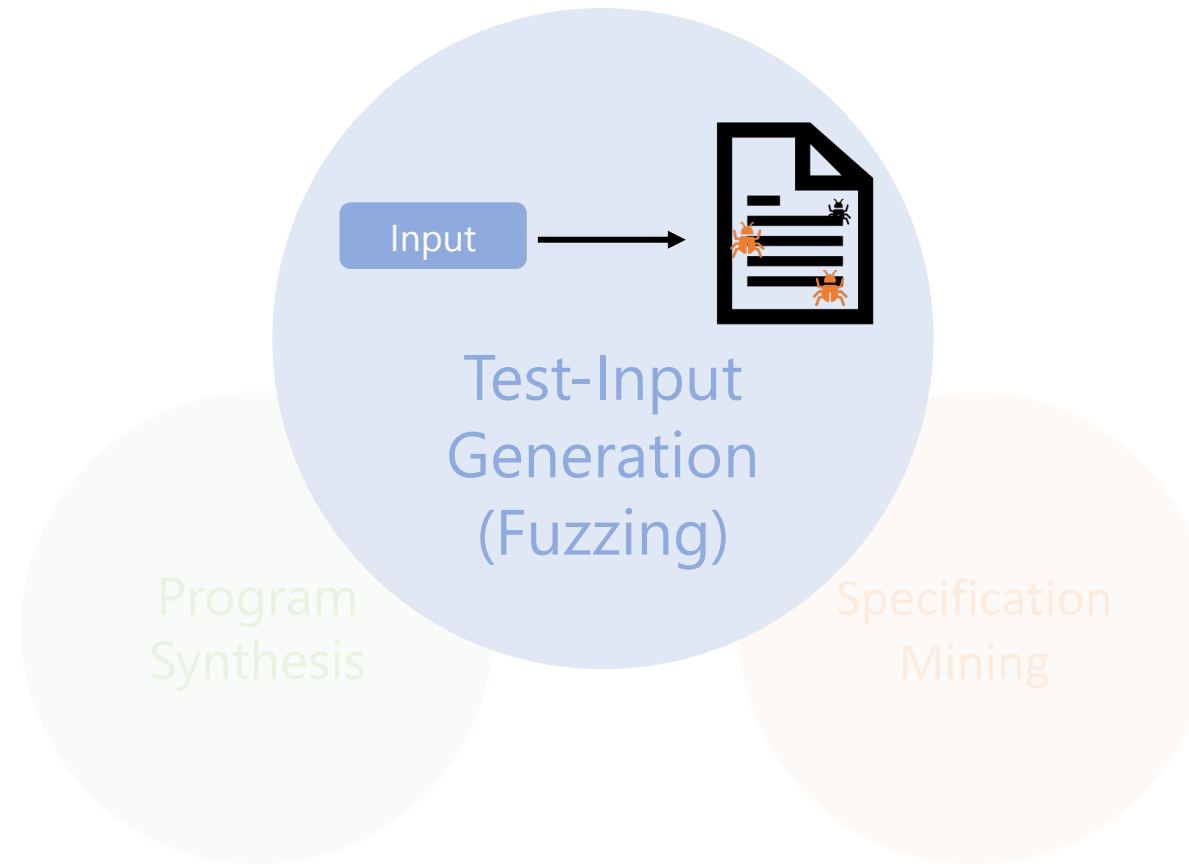 Input
Test-Input
Generation
(Fuzzing)
Program
Synthesis
Specification
Mining